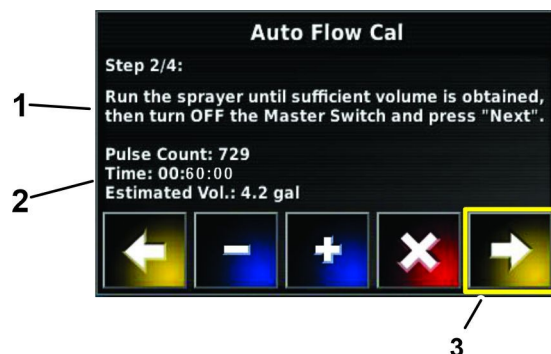 Auto Flow Cal
Step 2/4:
1
Run the sprayer until sufficient volume is obtained,
then turn OFF the Master Switch and press "Next".
Pulse Count: 729
2
Time: 00:60:00
Estimated Vol.: 4.2 gal
3